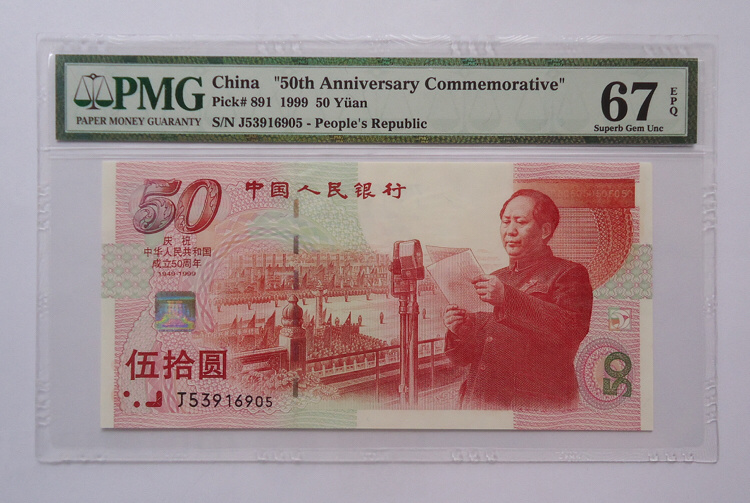 PMG
PAPER MONEY GUARANTY
China "50th Anniversary Commemorative"
Pick# 891 1999 50 Yüan
S/N J53916905 - People's Republic
67
EPQ
Superb Gem Unc
50
中国人民银行
庆祝
中华人民共和国
成立50周年
1949-1999
伍拾圆
J53916905
50